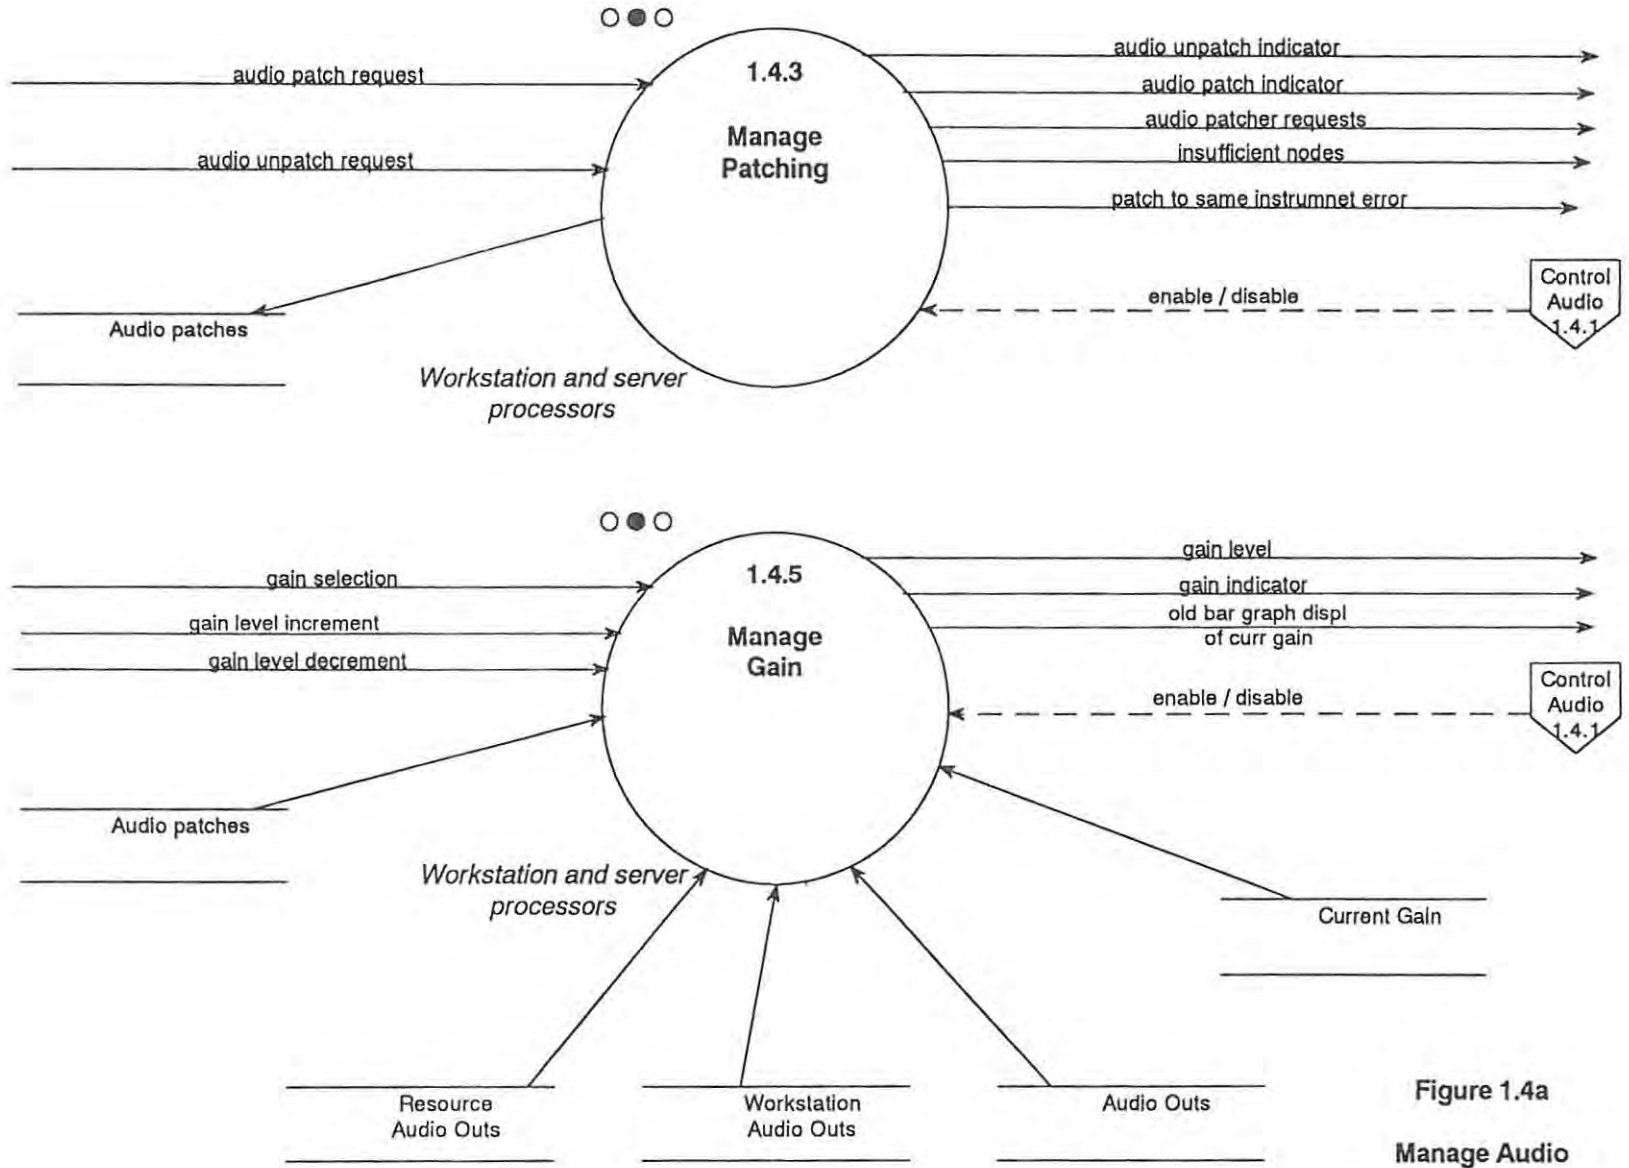 audio patch request
audio unpatch request
1.4.3
Manage
Patching
audio unpatch indicator
audio patch indicator
audio patcher requests
insufficient nodes
patch to same instrumnet error
enable / disable
Control
Audio
1.4.1
Audio patches
Workstation and server
processors
gain selection
gain level increment
gain level decrement
1.4.5
Manage
Gain
gain level
gain indicator
old bar graph displ
of curr gain
enable / disable
Control
Audio
1.4.1
Audio patches
Workstation and server
processors
Current Gain
Resource
Audio Outs
Workstation
Audio Outs
Audio Outs
Figure 1.4a
Manage Audio